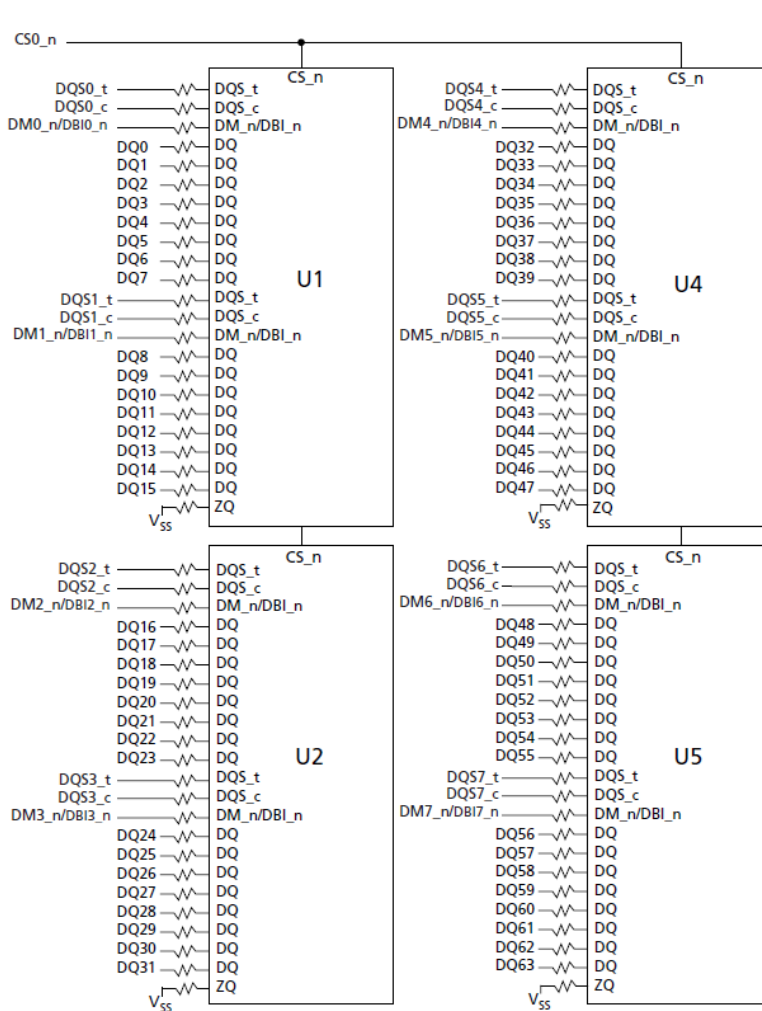 CS0_n
CS_n
DQS0_t DQS_t
DQS0_c DQS_c
DM0_n/DBI0_n DM_n/DBI_n
DQ0 DQ
DQ1 DQ
DQ2 DQ
DQ3 DQ
DQ4 DQ
DQ5 DQ
DQ6 DQ
DQ7 DQ
U1
DQS1_t DQS_t
DQS1_c DQS_c
DM1_n/DBI1_n DM_n/DBI_n
DQ8 DQ
DQ9 DQ
DQ10 DQ
DQ11 DQ
DQ12 DQ
DQ13 DQ
DQ14 DQ
DQ15 DQ
VSS ZQ
CS_n
DQS2_t DQS_t
DQS2_c DQS_c
DM2_n/DBI2_n DM_n/DBI_n
DQ16 DQ
DQ17 DQ
DQ18 DQ
DQ19 DQ
DQ20 DQ
DQ21 DQ
DQ22 DQ
DQ23 DQ
U2
DQS3_t DQS_t
DQS3_c DQS_c
DM3_n/DBI3_n DM_n/DBI_n
DQ24 DQ
DQ25 DQ
DQ26 DQ
DQ27 DQ
DQ28 DQ
DQ29 DQ
DQ30 DQ
DQ31 DQ
VSS ZQ
CS_n
DQS4_t DQS_t
DQS4_c DQS_c
DM4_n/DBI4_n DM_n/DBI_n
DQ32 DQ
DQ33 DQ
DQ34 DQ
DQ35 DQ
DQ36 DQ
DQ37 DQ
DQ38 DQ
DQ39 DQ
U4
DQS5_t DQS_t
DQS5_c DQS_c
DM5_n/DBI5_n DM_n/DBI_n
DQ40 DQ
DQ41 DQ
DQ42 DQ
DQ43 DQ
DQ44 DQ
DQ45 DQ
DQ46 DQ
DQ47 DQ
VSS ZQ
CS_n
DQS6_t DQS_t
DQS6_c DQS_c
DM6_n/DBI6_n DM_n/DBI_n
DQ48 DQ
DQ49 DQ
DQ50 DQ
DQ51 DQ
DQ52 DQ
DQ53 DQ
DQ54 DQ
DQ55 DQ
U5
DQS7_t DQS_t
DQS7_c DQS_c
DM7_n/DBI7_n DM_n/DBI_n
DQ56 DQ
DQ57 DQ
DQ58 DQ
DQ59 DQ
DQ60 DQ
DQ61 DQ
DQ62 DQ
DQ63 DQ
VSS ZQ